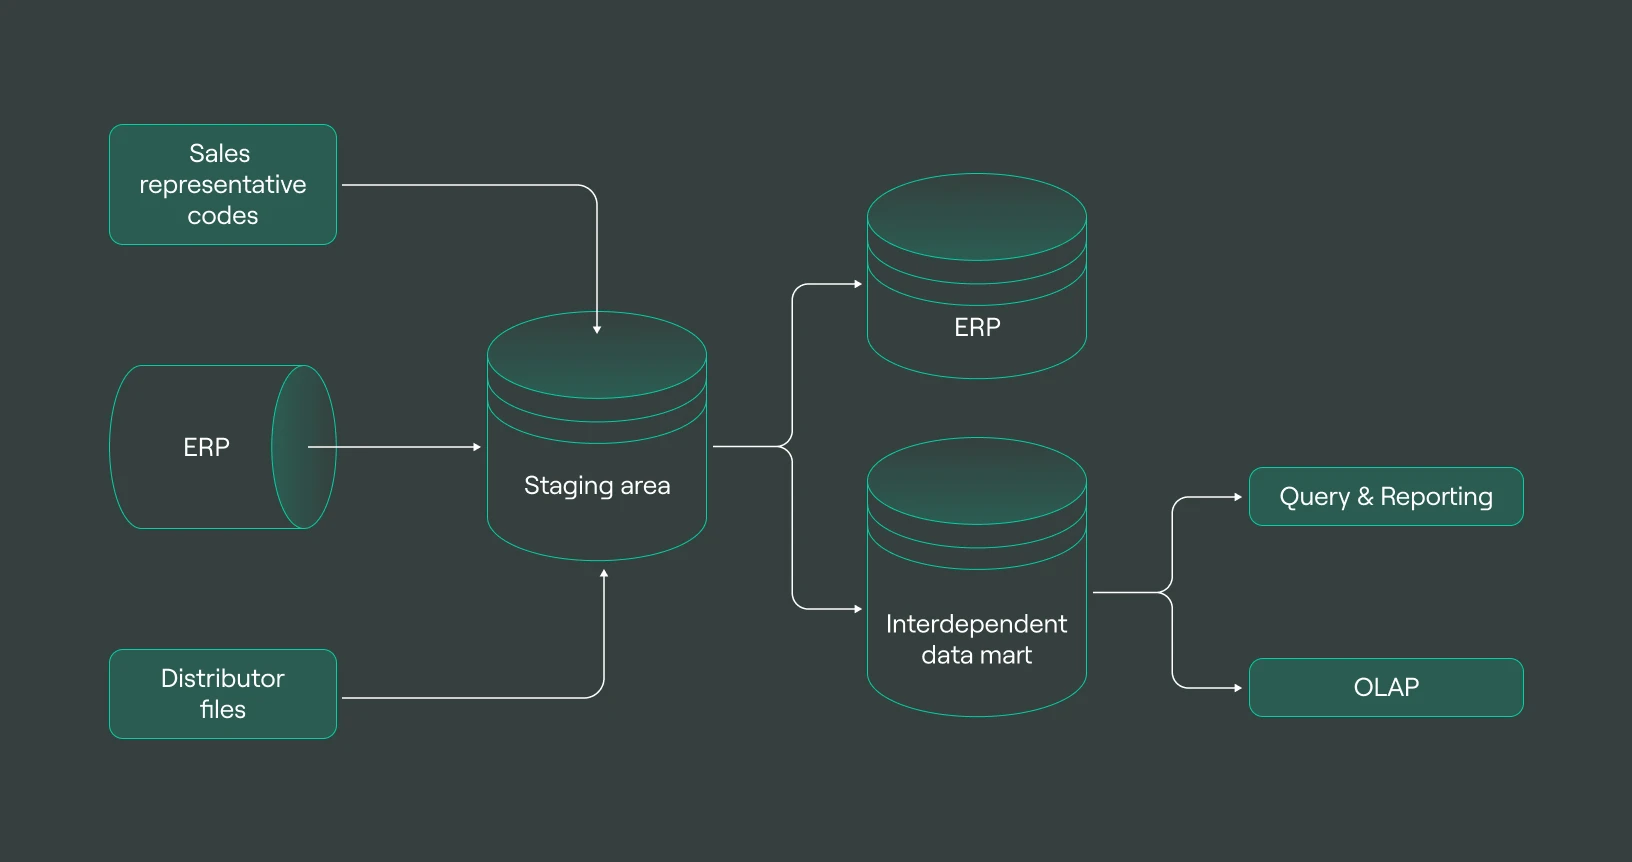 Sales
representative
codes
ERP
Distributor
files
Staging area
ERP
Interdependent
data mart
Query & Reporting
OLAP